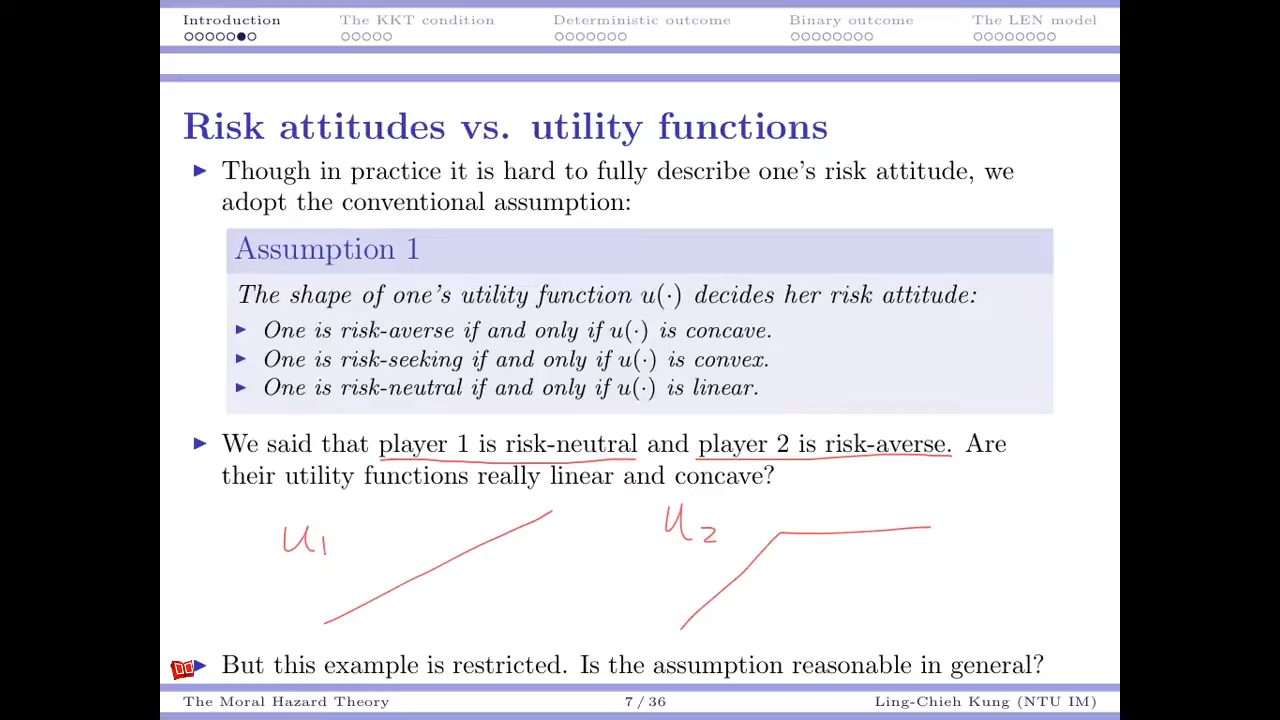 Introduction The KKT condition Deterministic outcome Binary outcome The LEN model
Risk attitudes vs. utility functions
Though in practice it is hard to fully describe one's risk attitude, we
adopt the conventional assumption:
Assumption 1
The shape of one's utility function u(·) decides her risk attitude:
One is risk-averse if and only if u(·) is concave.
One is risk-seeking if and only if u(·) is convex.
One is risk-neutral if and only if u(·) is linear.
We said that player 1 is risk-neutral and player 2 is risk-averse. Are
their utility functions really linear and concave?
u1 u2
But this example is restricted. Is the assumption reasonable in general?
The Moral Hazard Theory 7 / 36 Ling-Chieh Kung (NTU IM)